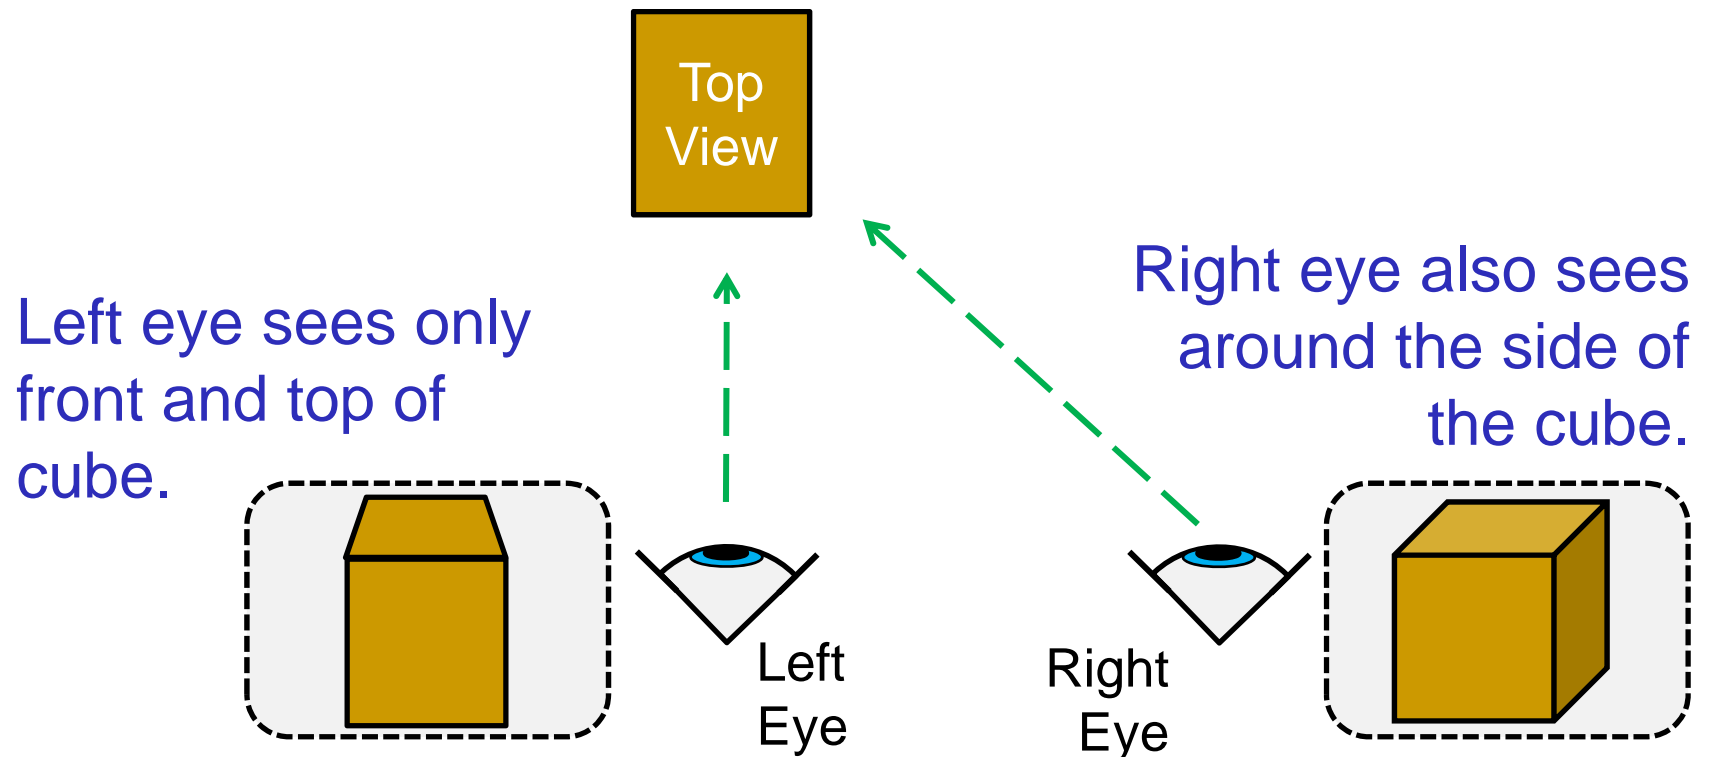 Top
View
Left eye sees only
front and top of
cube.
Right eye also sees
around the side of
the cube.
Left
Eye
Right
Eye